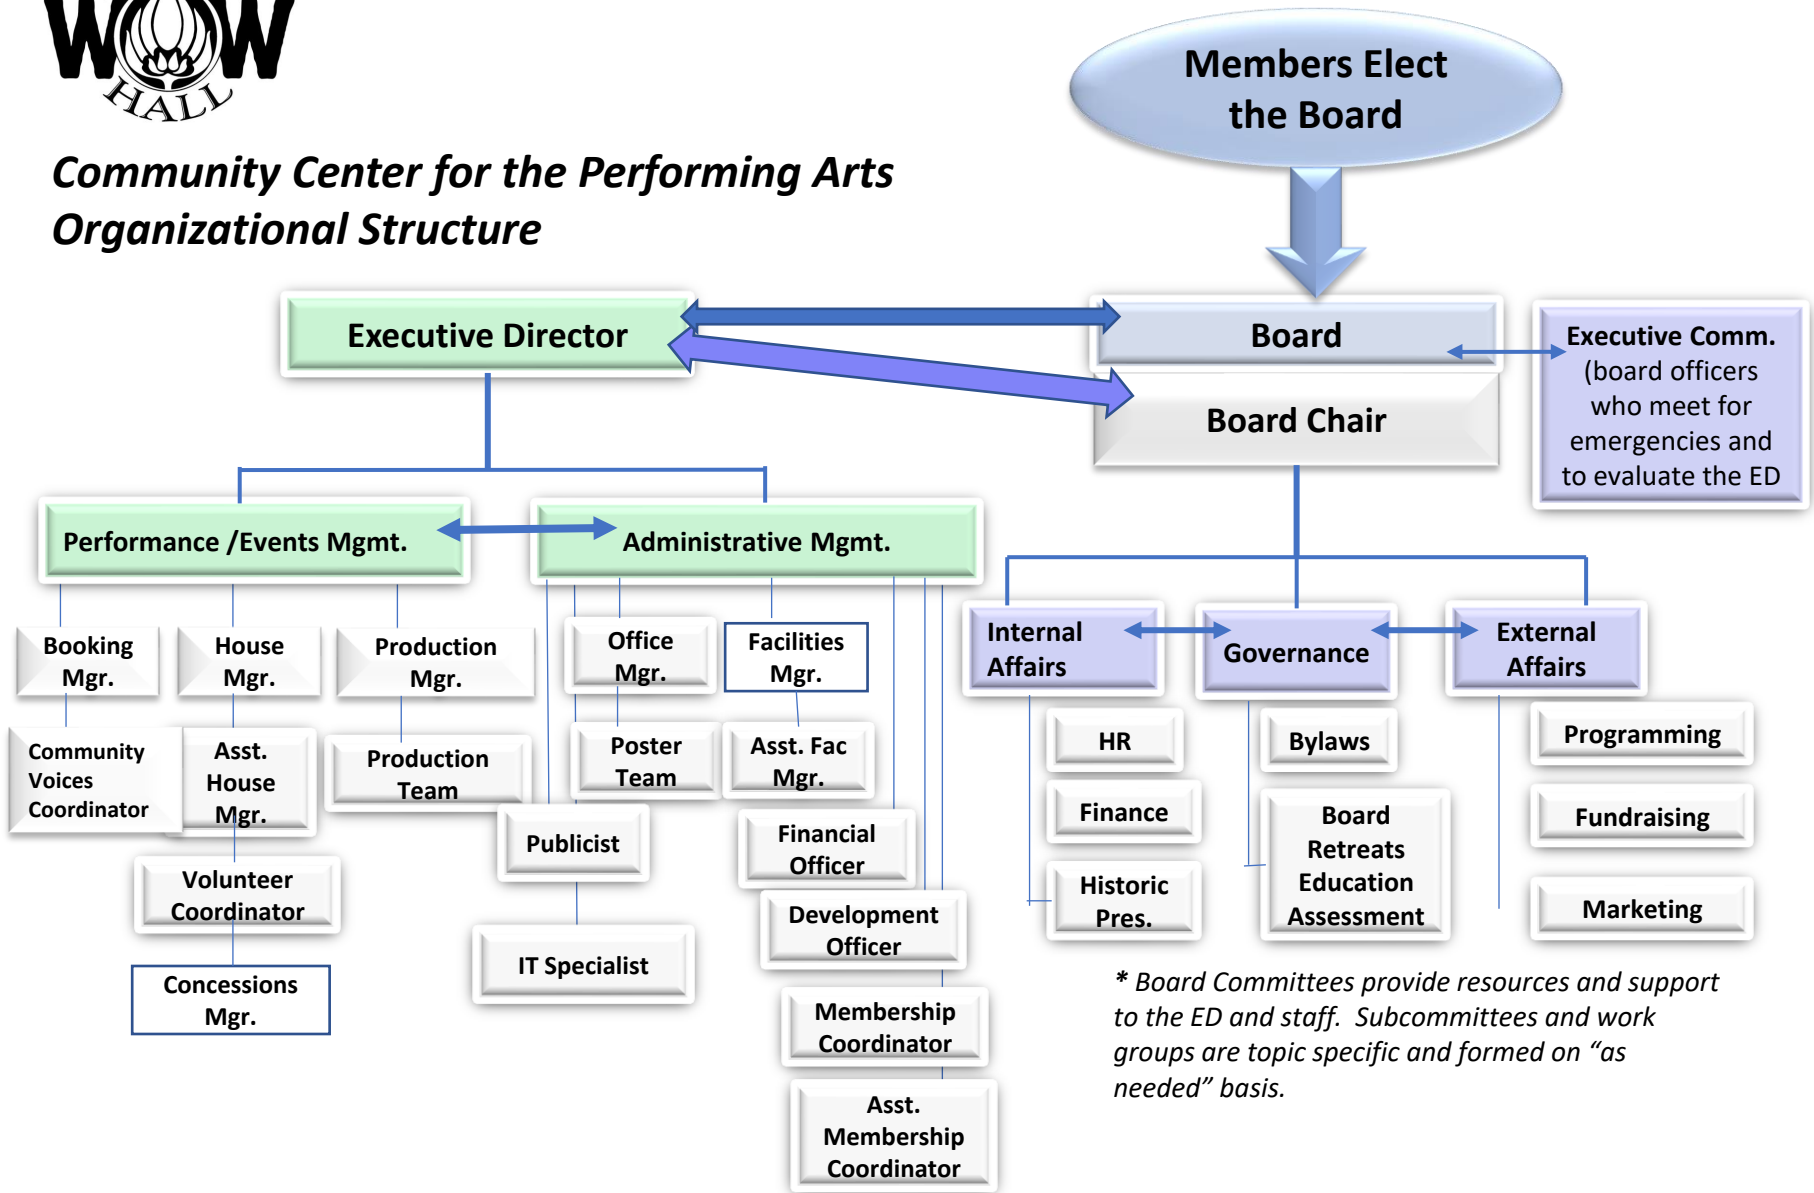 WOW
HALL
Community Center for the Performing Arts
Organizational Structure
Members Elect
the Board
Executive Director
Board
Board Chair
Executive Comm.
(board officers
who meet for
emergencies and
to evaluate the ED
Performance /Events Mgmt.
Administrative Mgmt.
Booking
Mgr.
House
Mgr.
Production
Mgr.
Community
Voices
Coordinator
Asst.
House
Mgr.
Production
Team
Volunteer
Coordinator
Concessions
Mgr.
Office
Mgr.
Facilities
Mgr.
Poster
Team
Asst. Fac
Mgr.
Publicist
Financial
Officer
IT Specialist
Development
Officer
Membership
Coordinator
Asst.
Membership
Coordinator
Internal
Affairs
Governance
External
Affairs
HR
Finance
Historic
Pres.
Bylaws
Board
Retreats
Education
Assessment
Programming
Fundraising
Marketing
* Board Committees provide resources and support
to the ED and staff.  Subcommittees and work
groups are topic specific and formed on “as
needed” basis.